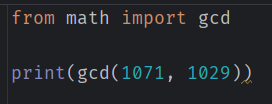 from math import gcd
print(gcd(1071, 1029))